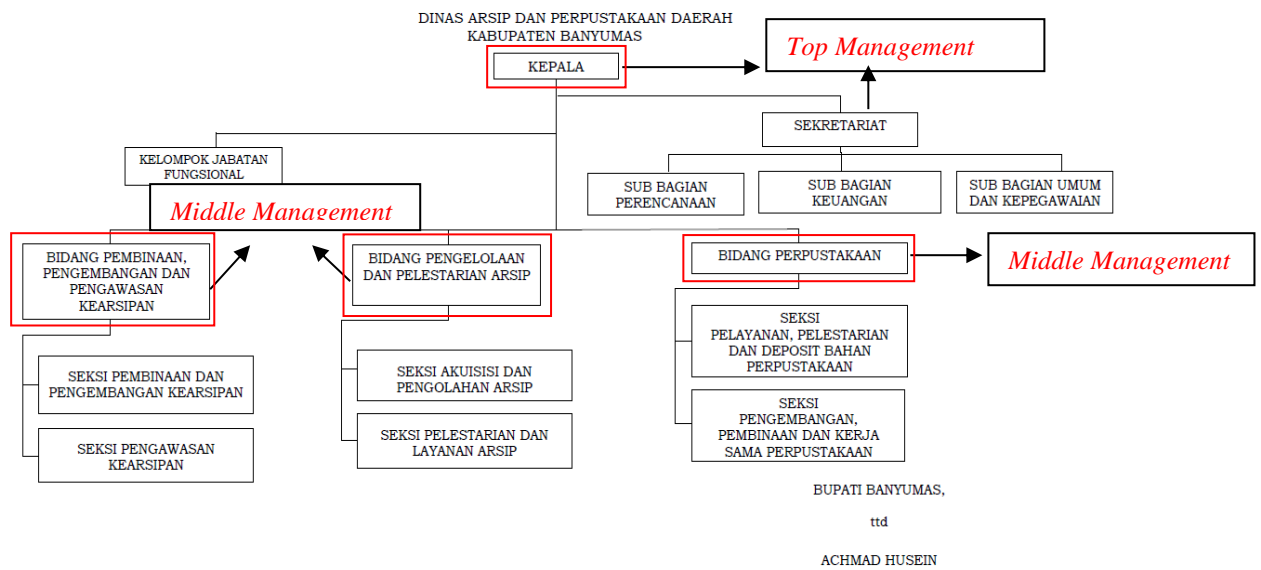 DINAS ARSIP DAN PERPUSTAKAAN DAERAH
KABUPATEN BANYUMAS
KEPALA
Top Management
SEKRETARIAT
KELOMPOK JABATAN
FUNGSIONAL
SUB BAGIAN
PERENCANAAN
SUB BAGIAN
KEUANGAN
SUB BAGIAN UMUM
DAN KEPEGAWAIAN
Middle Management
BIDANG PEMBINAAN,
PENGEMBANGAN DAN
PENGAWASAN
KEARSIPAN
BIDANG PENGELOLAAN
DAN PELESTARIAN ARSIP
BIDANG PERPUSTAKAAN
Middle Management
SEKSI PEMBINAAN DAN
PENGEMBANGAN KEARSIPAN
SEKSI PENGAWASAN
KEARSIPAN
SEKSI AKUISISI DAN
PENGOLAHAN ARSIP
SEKSI PELESTARIAN DAN
LAYANAN ARSIP
SEKSI
PELAYANAN, PELESTARIAN
DAN DEPOSIT BAHAN
PERPUSTAKAAN
SEKSI
PENGEMBANGAN,
PEMBINAAN DAN KERJA
SAMA PERPUSTAKAAN
BUPATI BANYUMAS,
ttd
ACHMAD HUSEIN